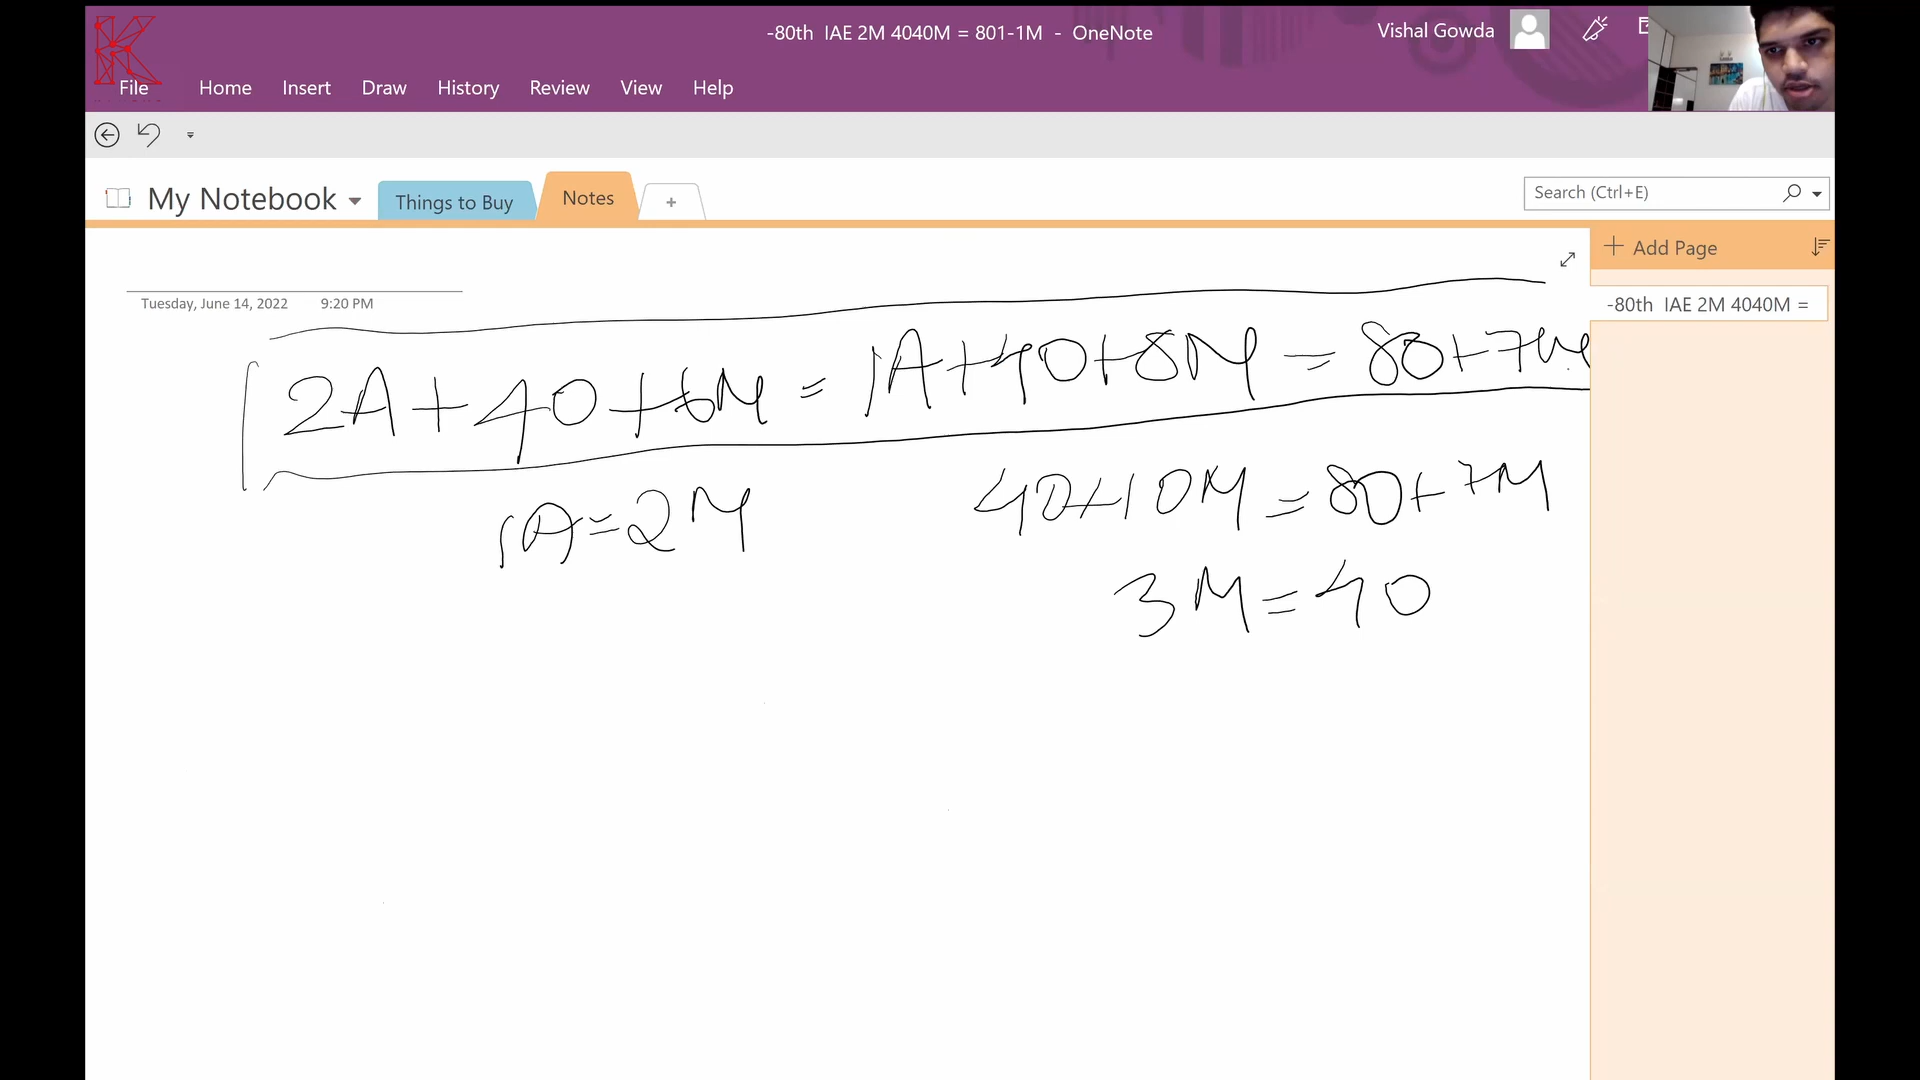 -80th IAE 2M 4040M = 801-1M - OneNote
Vishal Gowda
K
File Home Insert Draw History Review View Help
My Notebook
Things to Buy
Notes
+
Search (Ctrl+E)
Add Page
-80th IAE 2M 4040M =
Tuesday, June 14, 2022 9:20 PM
2A+40+6M = 1A+40+8M = 80+7M
1A=2M
40+10M=80+7M
3M=40